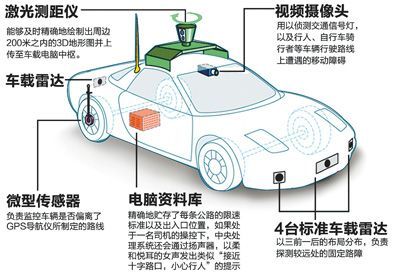 激光测距仪
能够及时精确地绘制出周边
200米之内的3D地形图并上
传至车载电脑中枢。
视频摄像头
用以侦测交通信号灯，
以及行人、自行车骑
行者等车辆行驶路线
上遭遇的移动障碍
车载雷达
微型传感器
负责监控车辆是否偏离了
GPS导航仪所制定的路线
电脑资料库
精确地贮存了每条公路的限速
标准以及出入口位置，如果处
于一名司机的操控下，中央处
理系统还会通过扬声器，以柔
和悦耳的女声发出类似“接近
十字路口，小心行人”的提示
4台标准车载雷达
以三前一后的布局分布，负责
探测较远处的固定路障